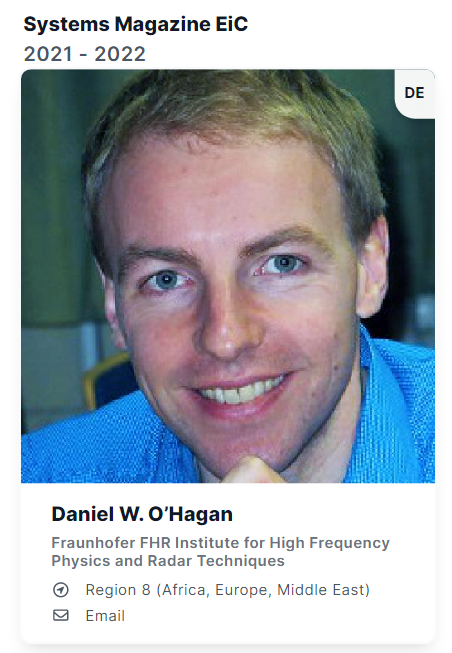 Systems Magazine EiC
2021 - 2022
DE
Daniel W. O’Hagan
Fraunhofer FHR Institute for High Frequency
Physics and Radar Techniques
Region 8 (Africa, Europe, Middle East)
Email